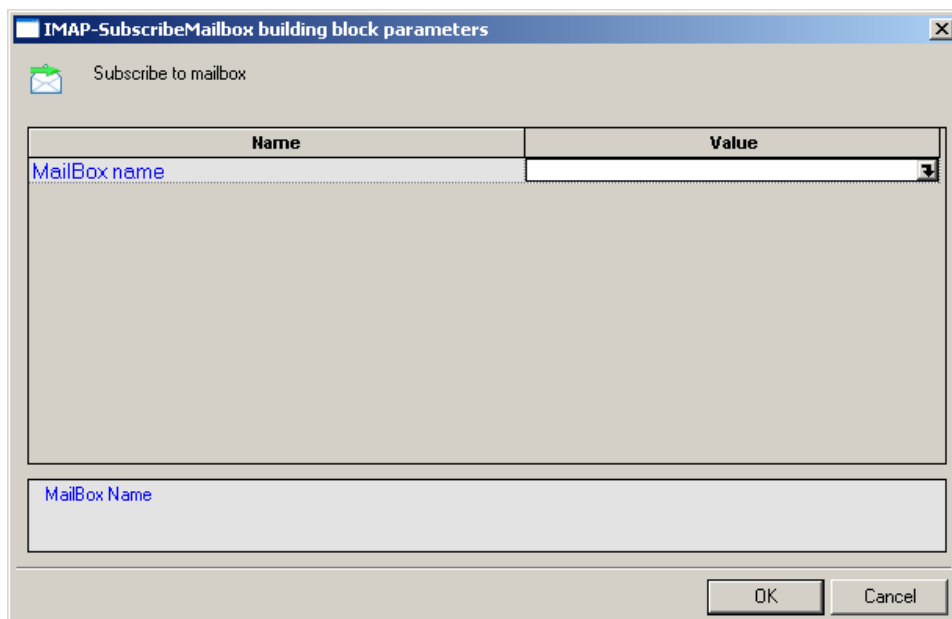 IMAP-SubscribeMailbox building block parameters
Subscribe to mailbox
Name Value
MailBox name
MailBox Name
OK Cancel